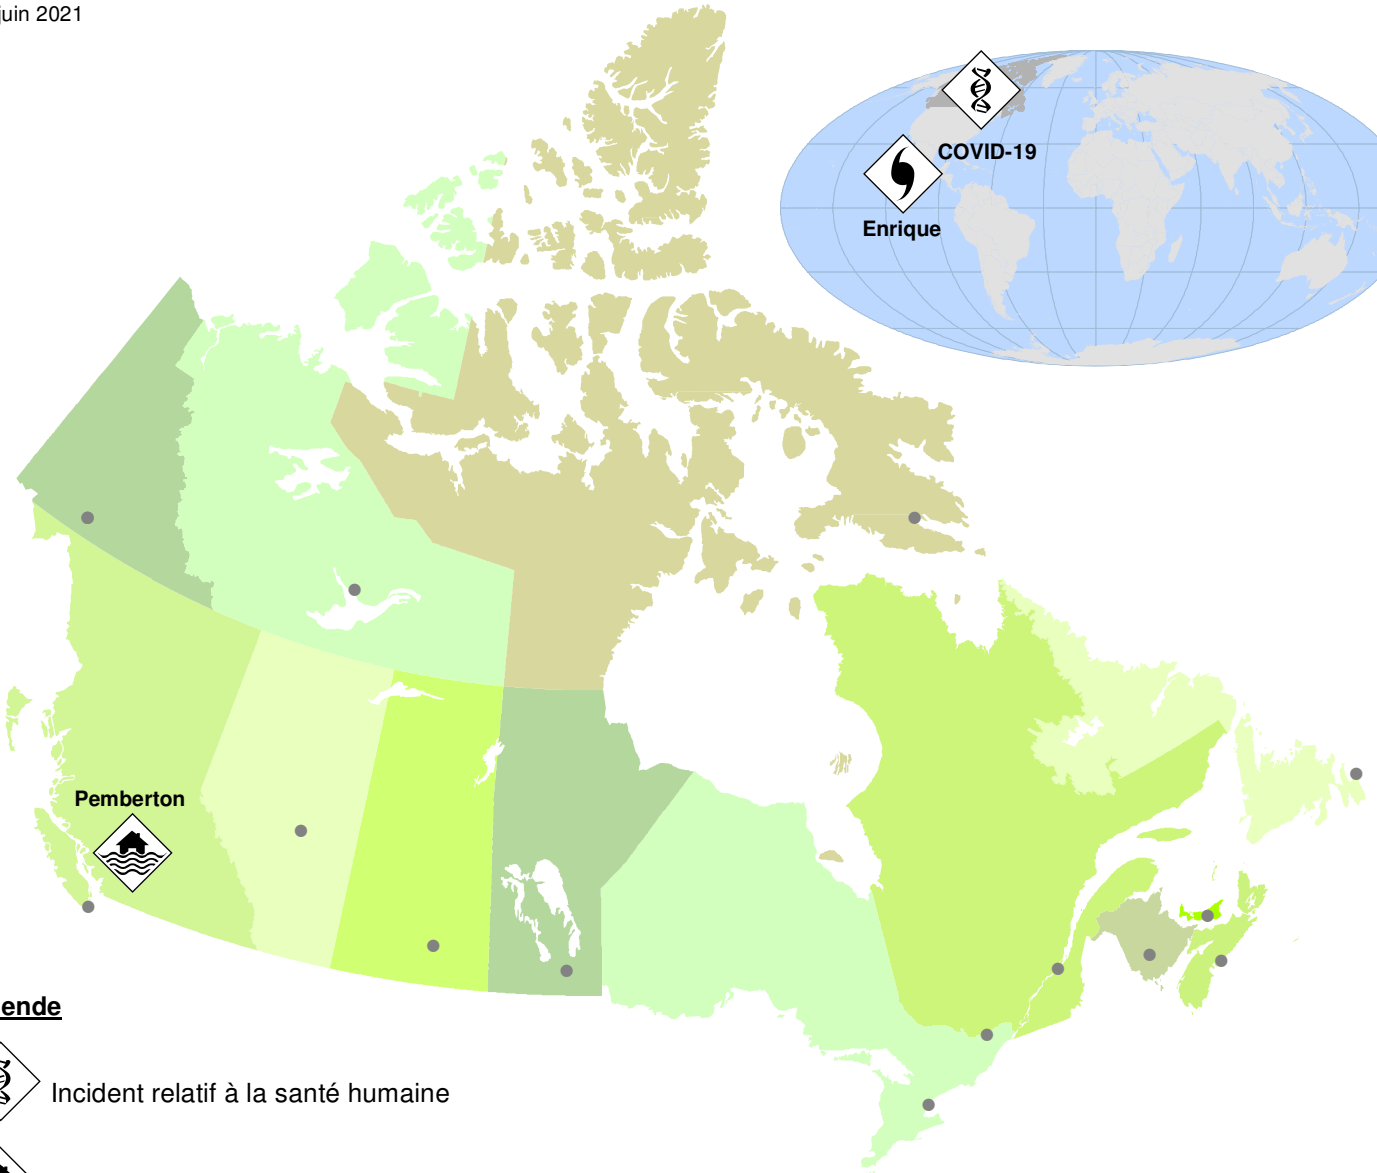 juin 2021
COVID-19
Enrique
Pemberton
ende
Incident relatif à la santé humaine